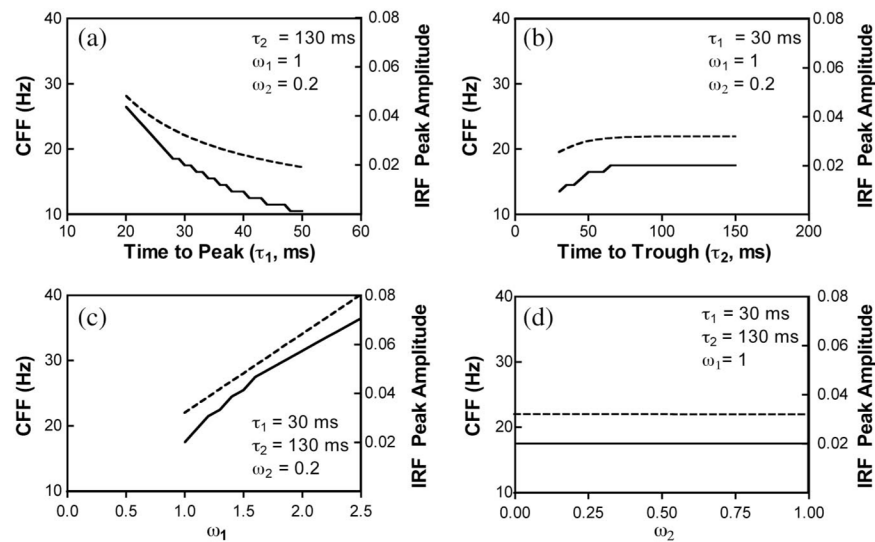 (a)
τ2 = 130 ms
ω1 = 1
ω2 = 0.2
CFF (Hz)
40
30
20
10
0.08
0.06
0.04
0.02
IRF Peak Amplitude
10 20 30 40 50 60
Time to Peak (τ1, ms)
(b)
τ1 = 30 ms
ω1 = 1
ω2 = 0.2
CFF (Hz)
40
30
20
10
0.08
0.06
0.04
0.02
IRF Peak Amplitude
0 50 100 150 200
Time to Trough (τ2, ms)
(c)
τ1 = 30 ms
τ2 = 130 ms
ω2 = 0.2
CFF (Hz)
40
30
20
10
0.08
0.06
0.04
0.02
IRF Peak Amplitude
0.0 0.5 1.0 1.5 2.0 2.5
ω1
(d)
τ1 = 30 ms
τ2 = 130 ms
ω1 = 1
CFF (Hz)
40
30
20
10
0.08
0.06
0.04
0.02
IRF Peak Amplitude
0.00 0.25 0.50 0.75 1.00
ω2